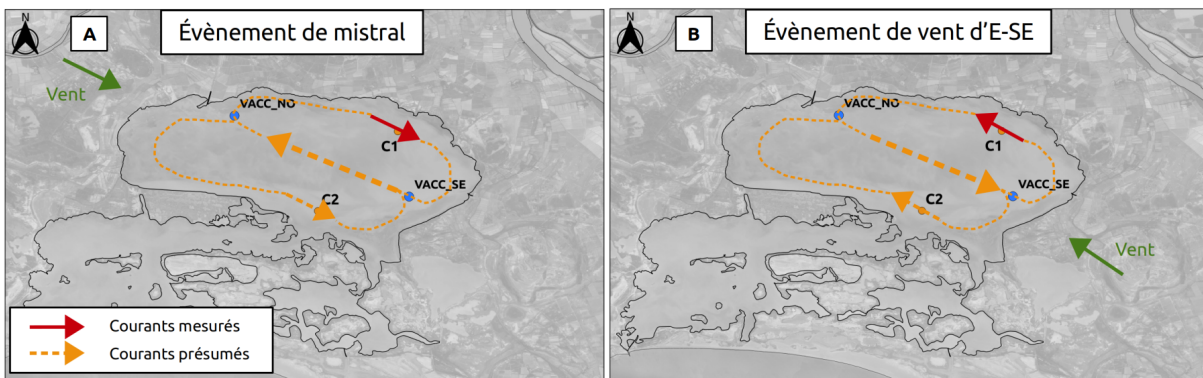 N
A
Évènement de mistral
Vent
VACC_NO
C1
VACC_SE
C2
Courants mesurés
Courants présumés
N
B
Évènement de vent d'E-SE
VACC_NO
C1
VACC_SE
C2
Vent